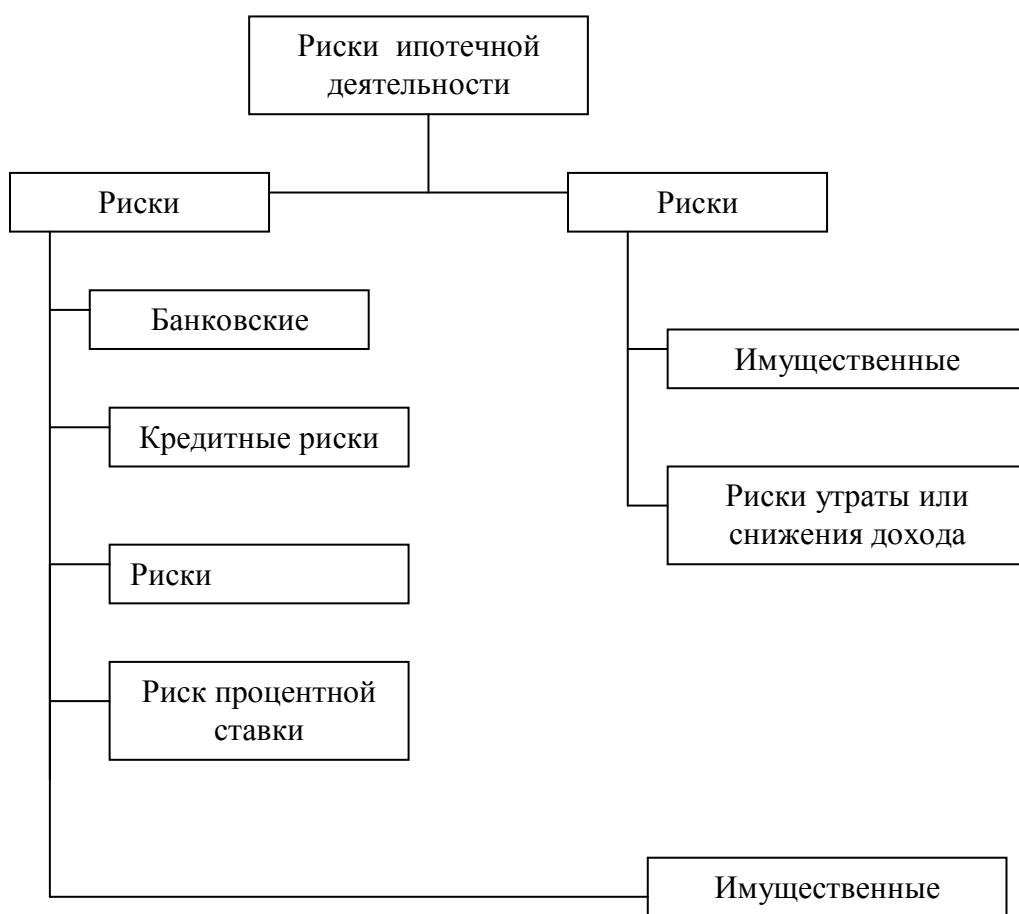 Риски ипотечной
деятельности
Риски
Риски
Банковские
Имущественные
Кредитные риски
Риски утраты или
снижения дохода
Риски
Риск процентной
ставки
Имущественные